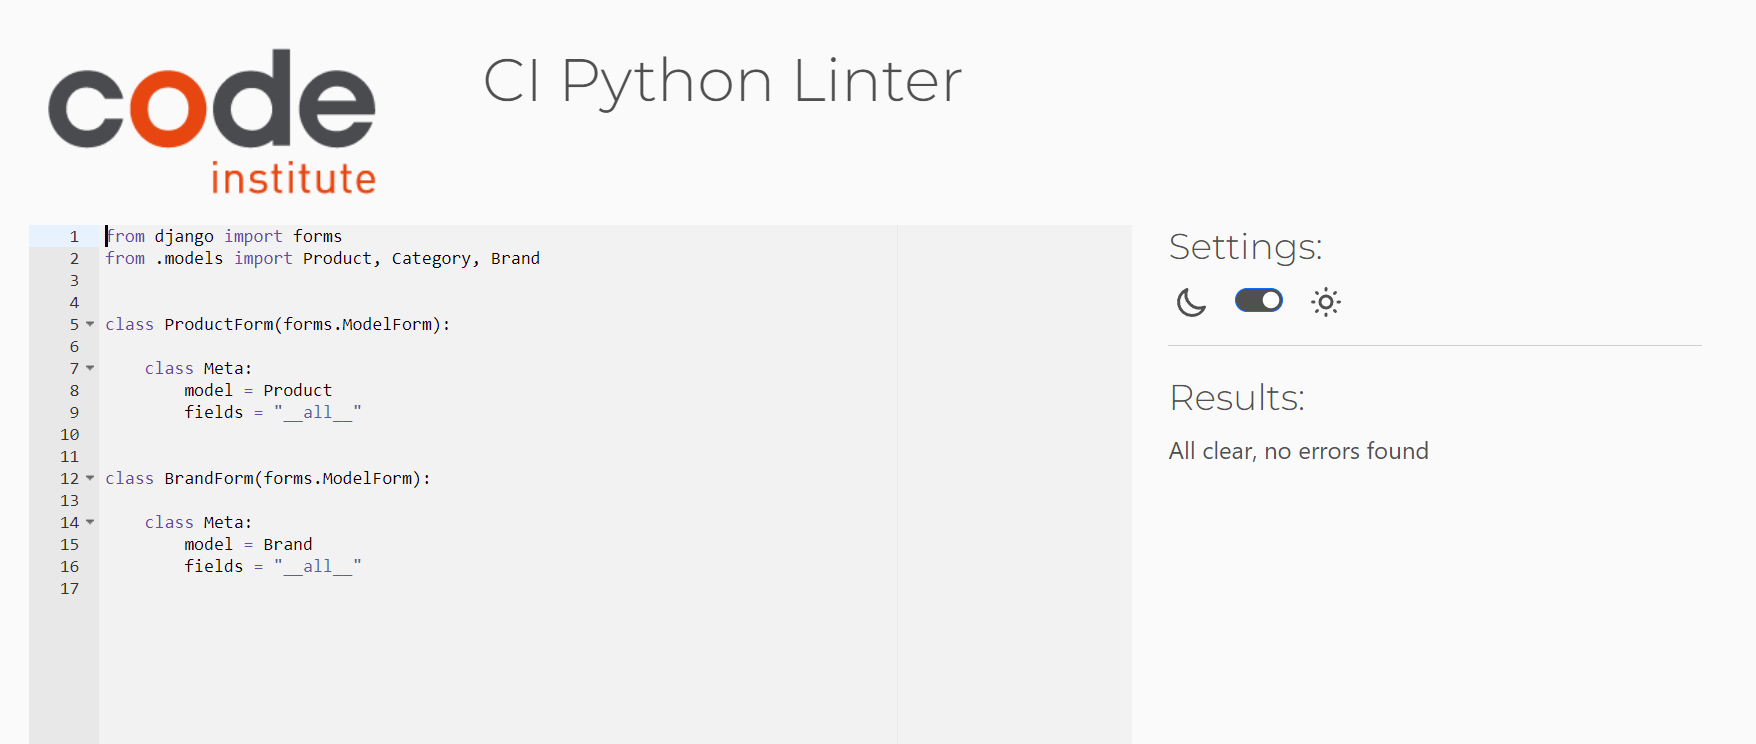 code
institute
CI Python Linter
1 from django import forms
2 from .models import Product, Category, Brand
3
4
5 class ProductForm(forms.ModelForm):
6
7     class Meta:
8         model = Product
9         fields = "__all__"
10
11
12 class BrandForm(forms.ModelForm):
13
14     class Meta:
15         model = Brand
16         fields = "__all__"
17
Settings:
Results:
All clear, no errors found